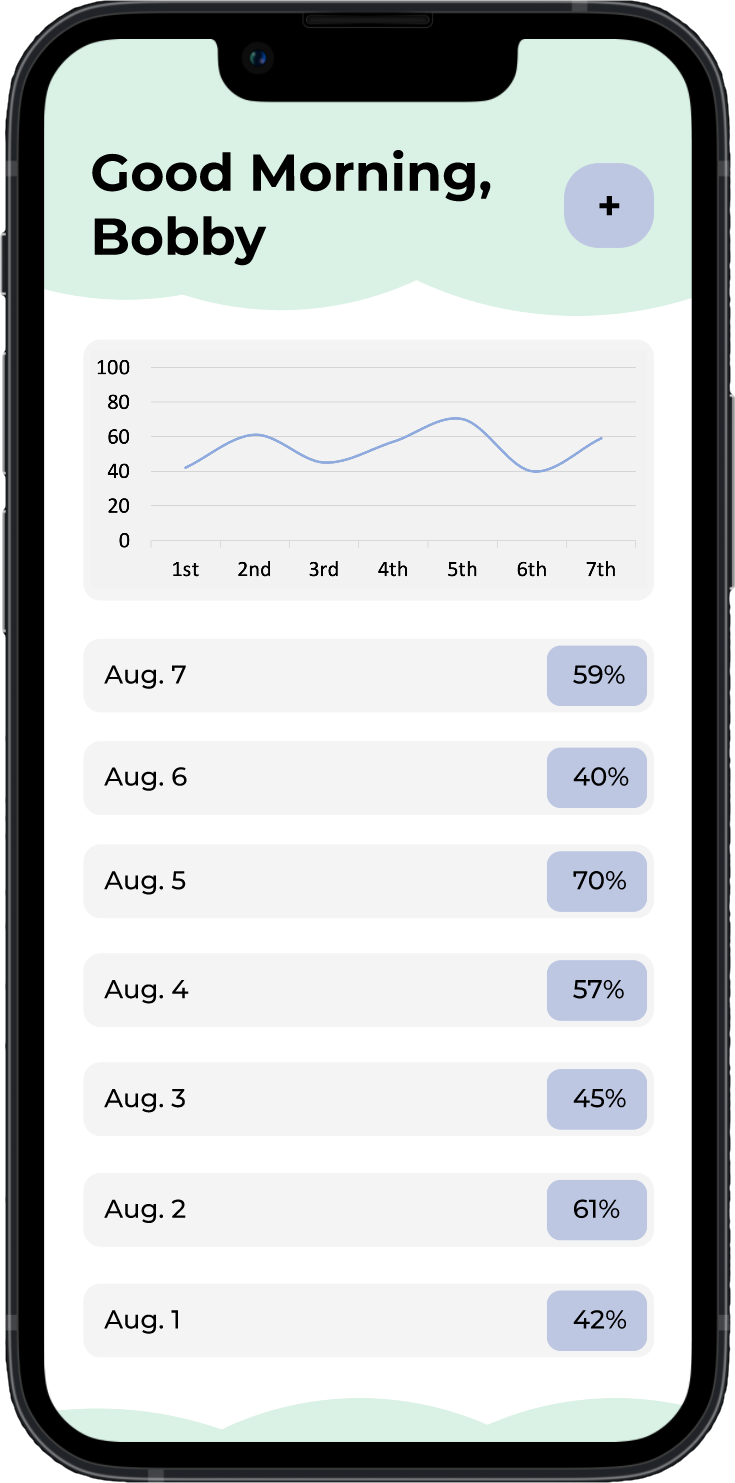 Good Morning,
Bobby
+
100
80
60
40
20
0
1st 2nd 3rd 4th 5th 6th 7th
Aug. 7 59%
Aug. 6 40%
Aug. 5 70%
Aug. 4 57%
Aug. 3 45%
Aug. 2 61%
Aug. 1 42%